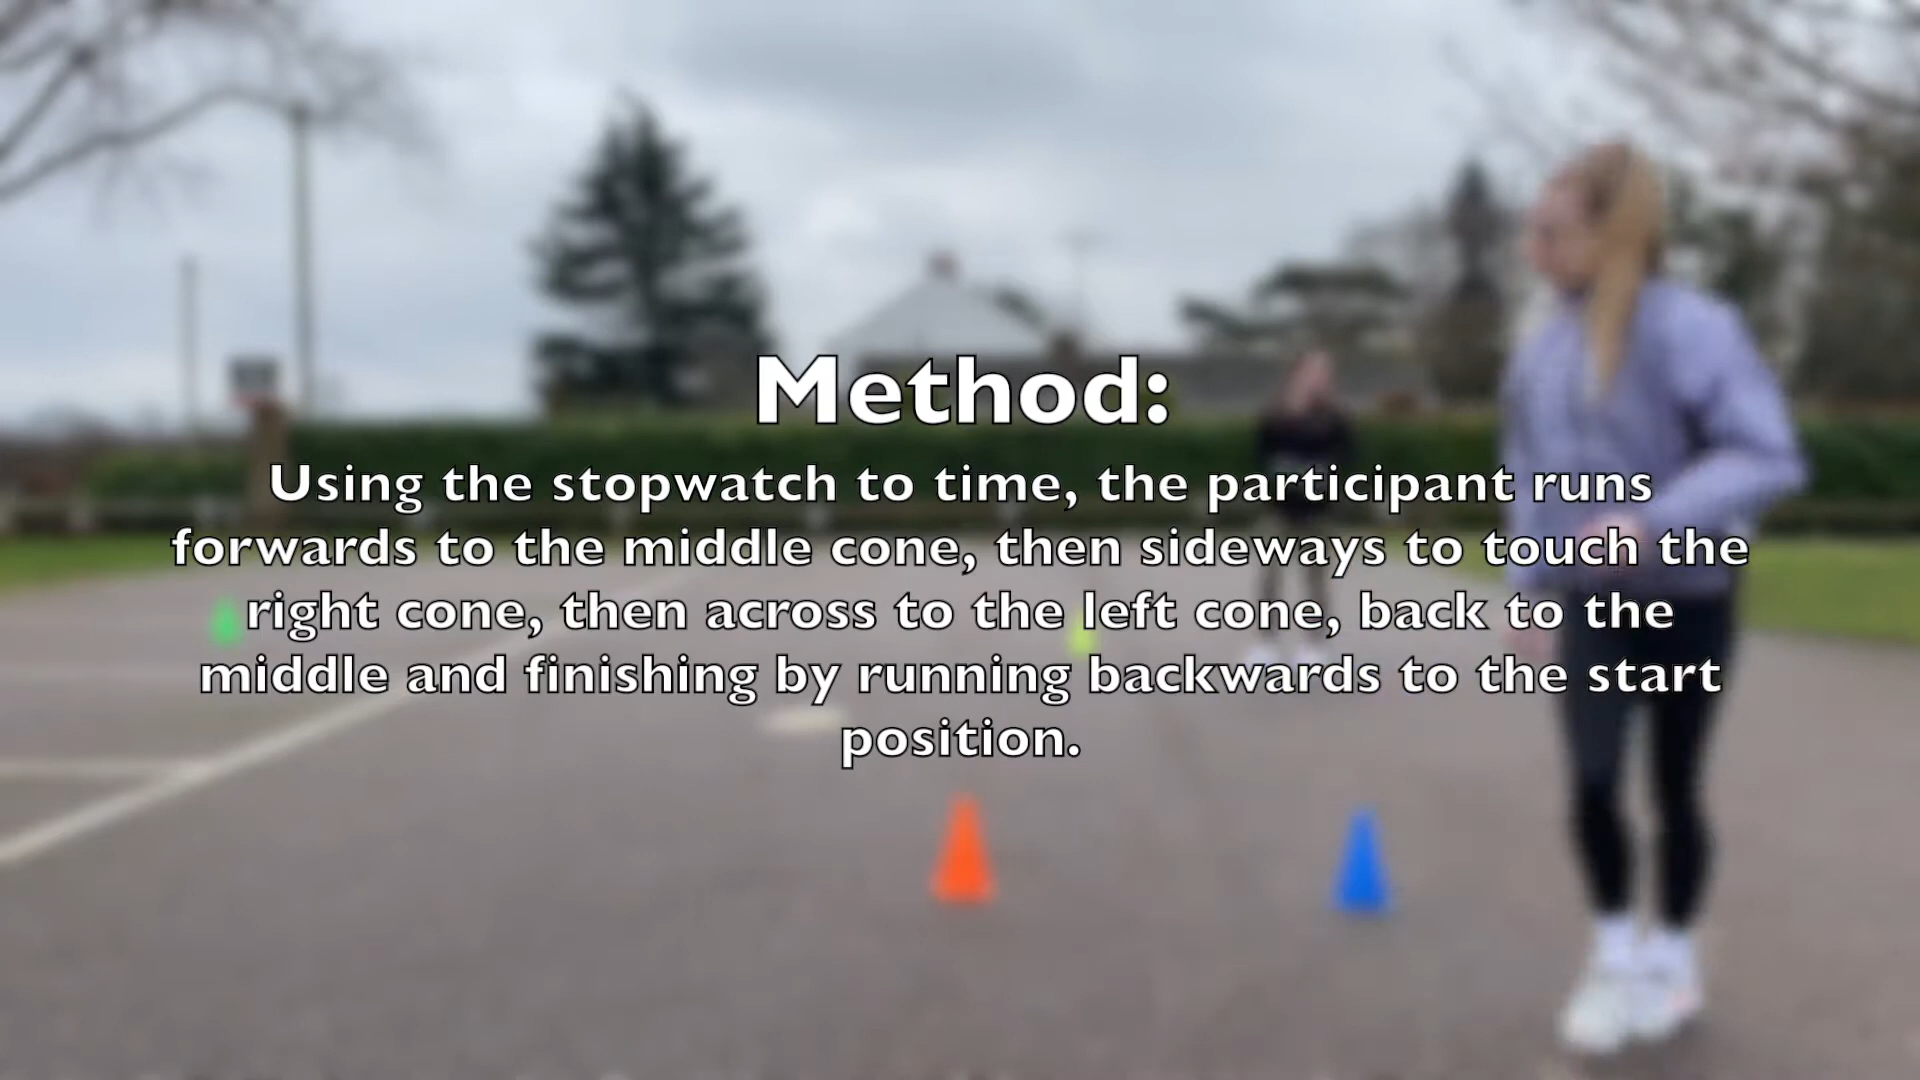 Method:
Using the stopwatch to time, the participant runs
forwards to the middle cone, then sideways to touch the
right cone, then across to the left cone, back to the
middle and finishing by running backwards to the start
position.